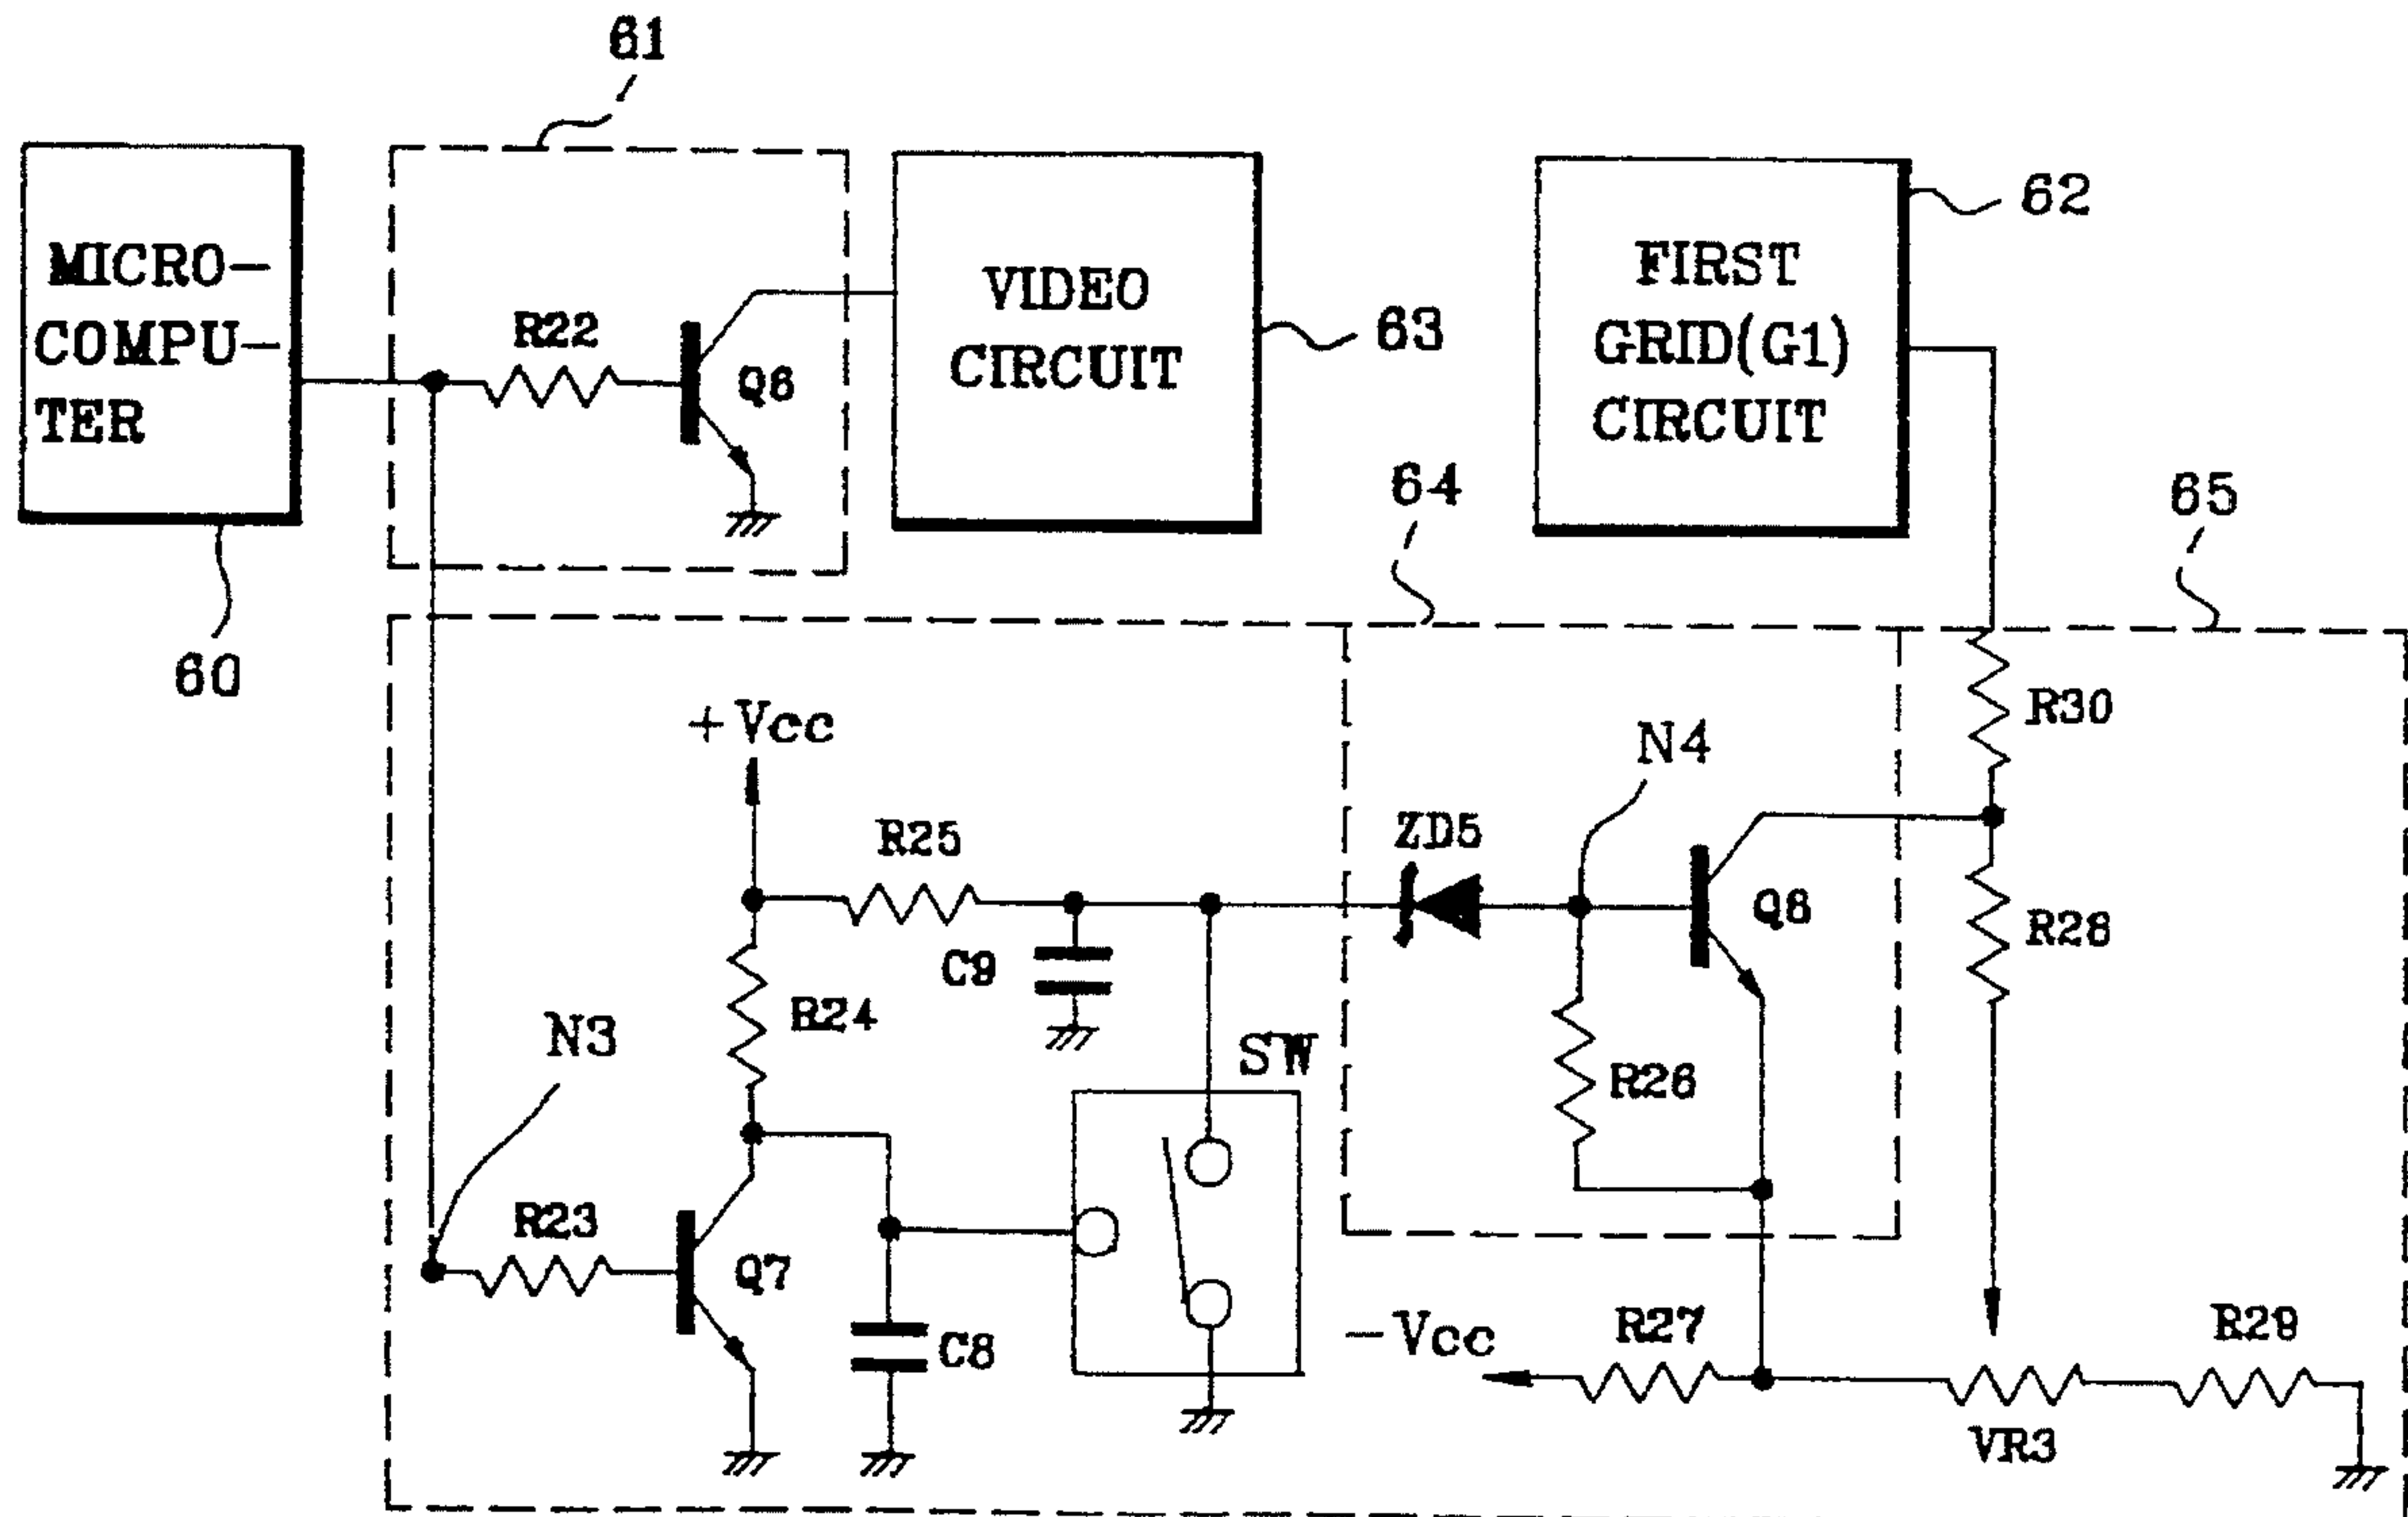 61
MICRO-
COMPU-
TER
60
R22
Q6
VIDEO
CIRCUIT
63
FIRST
GRID(G1)
CIRCUIT
62
64
65
+Vcc
R25
C9
R24
N3
R23
Q7
C8
SW
ZD5
N4
Q8
R26
R30
R28
-Vcc
R27
VR3
R29